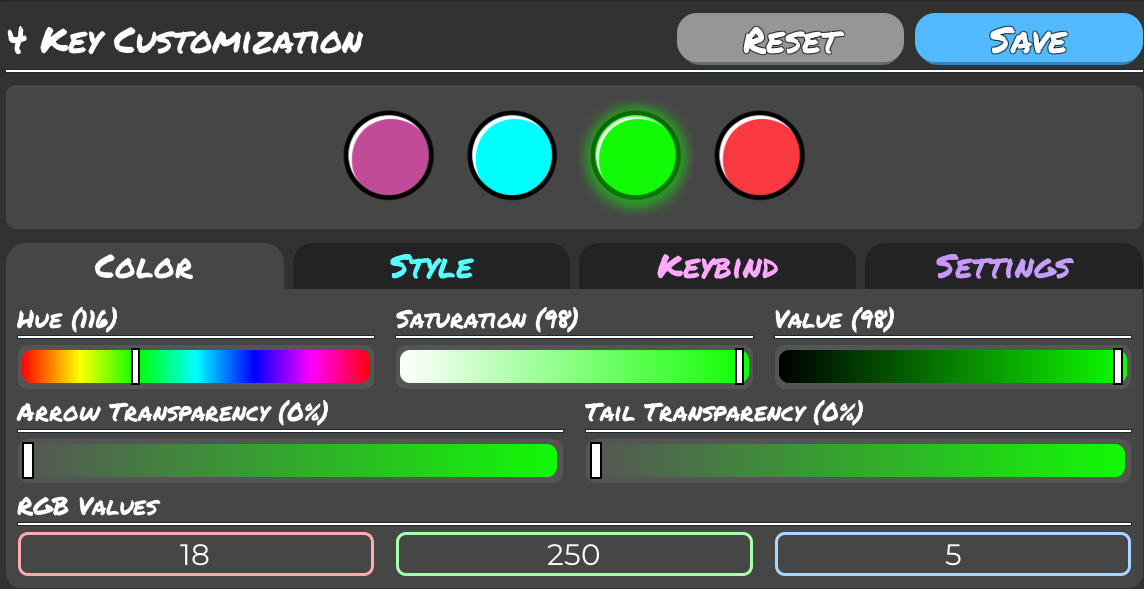 4 Key Customization
Reset
Save
Color
Style
Keybind
Settings
Hue (116)
Saturation (98)
Value (98)
Arrow Transparency (0%)
Tail Transparency (0%)
RGB Values
18
250
5